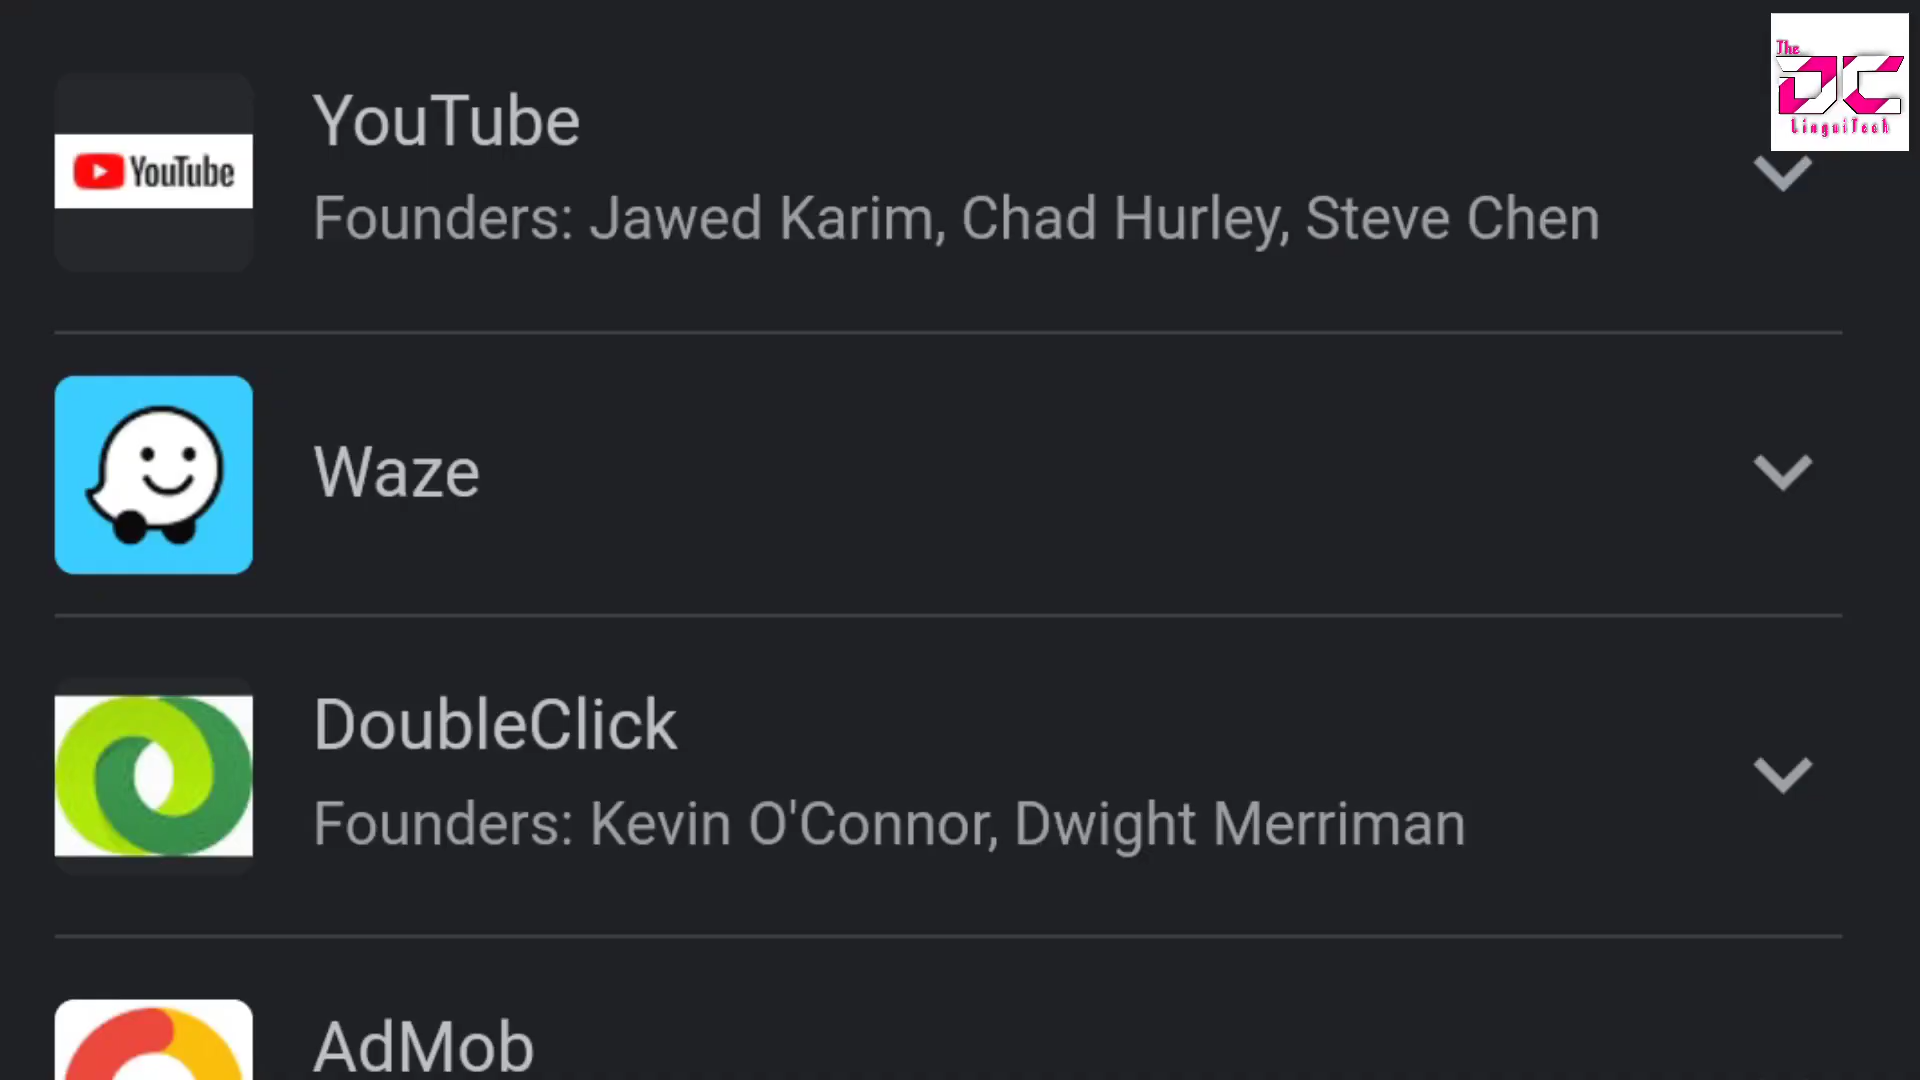 The
DC
LinguiTech
YouTube
YouTube
Founders: Jawed Karim, Chad Hurley, Steve Chen
Waze
DoubleClick
Founders: Kevin O'Connor, Dwight Merriman
AdMob